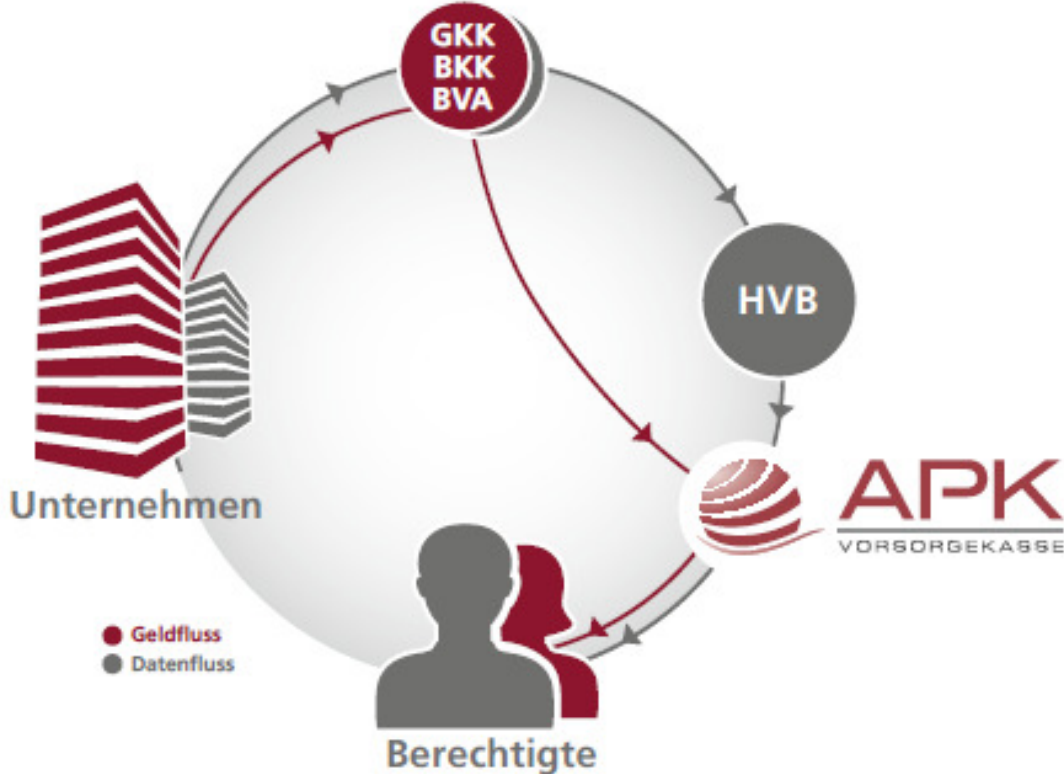 GKK
BKK
BVA
HVB
APK
VORSORGEKASSE
Unternehmen
Geldfluss
Datenfluss
Berechtigte